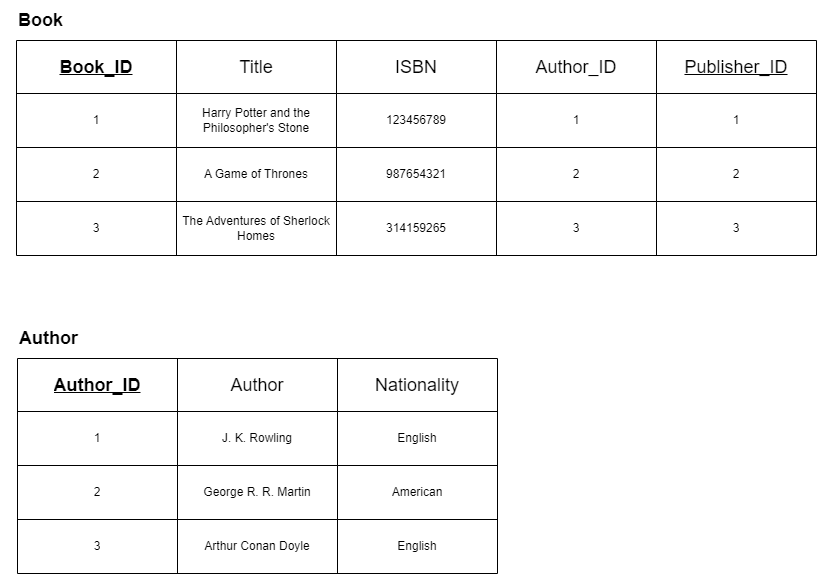 Book
Book_ID Title ISBN Author_ID Publisher_ID
1 Harry Potter and the Philosopher's Stone 123456789 1 1
2 A Game of Thrones 987654321 2 2
3 The Adventures of Sherlock Homes 314159265 3 3
Author
Author_ID Author Nationality
1 J. K. Rowling English
2 George R. R. Martin American
3 Arthur Conan Doyle English